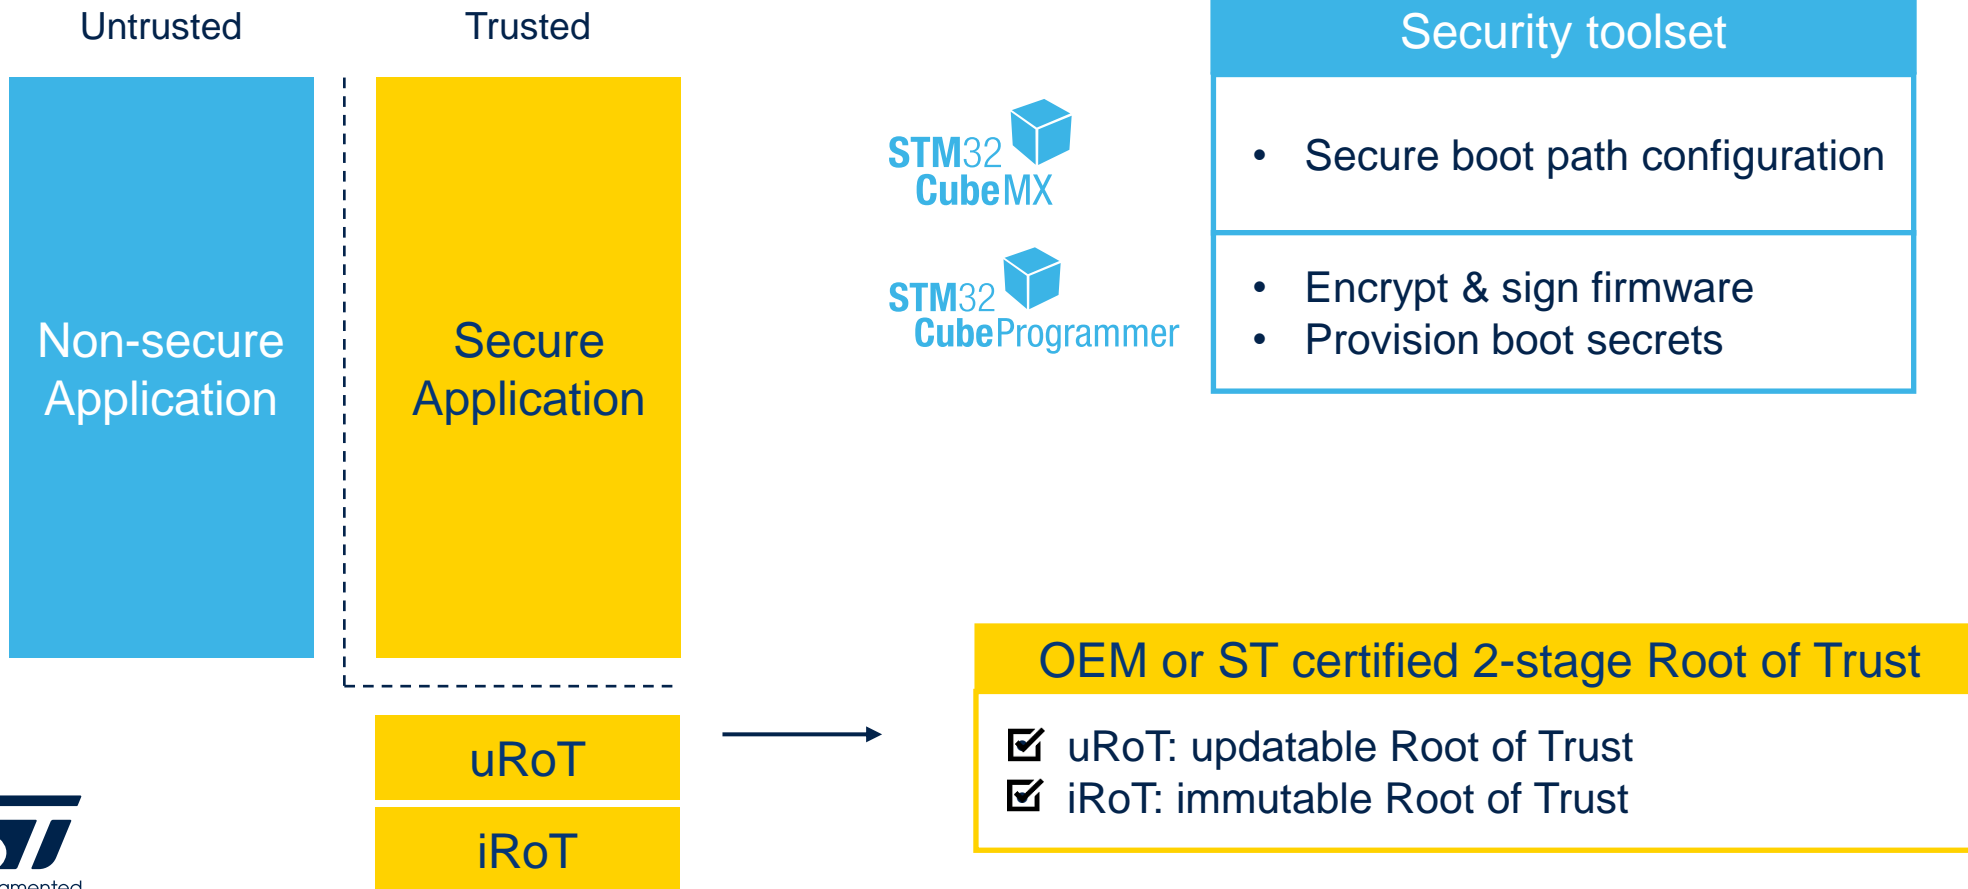 Untrusted
Trusted
Non-secure
Application
Secure
Application
uRoT
iRoT
STM32
CubeMX
STM32
CubeProgrammer
Security toolset
• Secure boot path configuration
• Encrypt & sign firmware
• Provision boot secrets
OEM or ST certified 2-stage Root of Trust
uRoT: updatable Root of Trust
iRoT: immutable Root of Trust